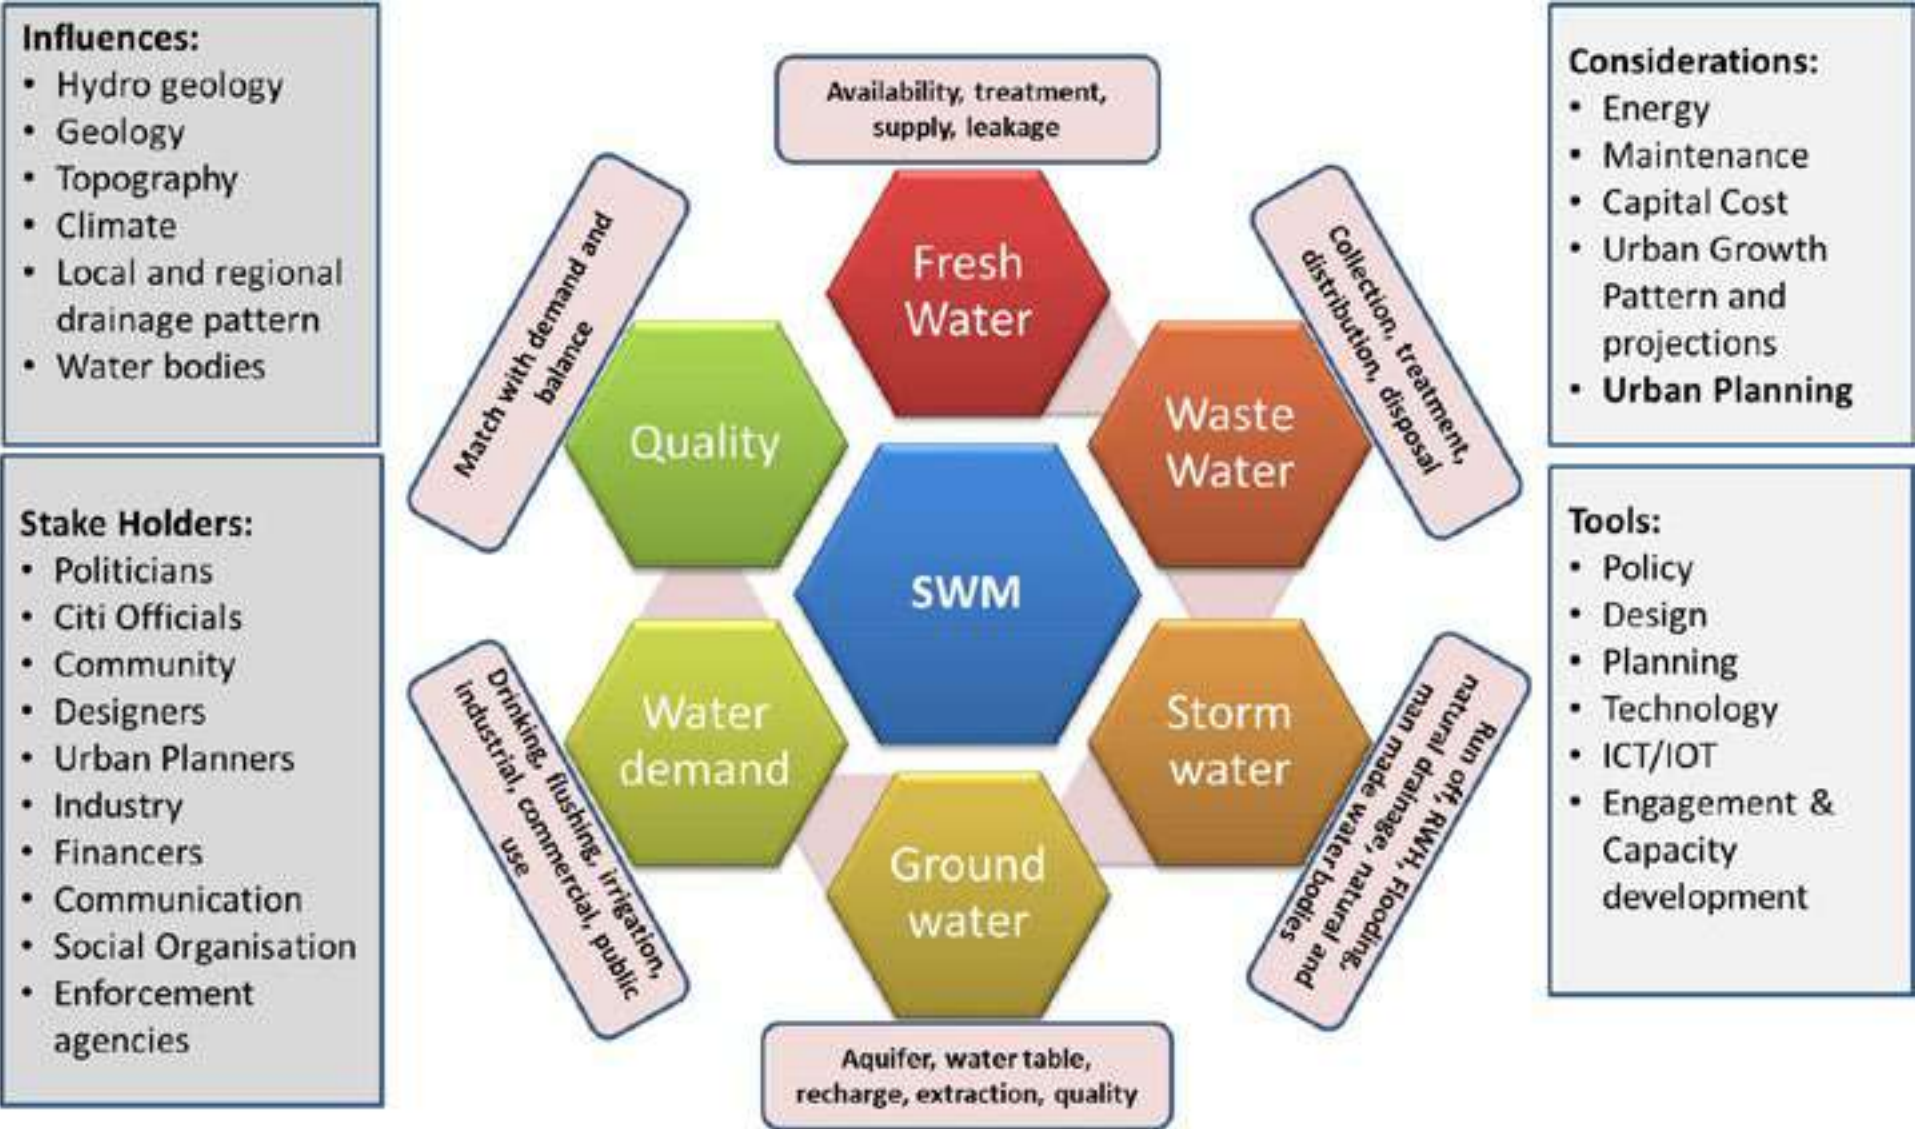 Influences:
• Hydro geology
• Geology
• Topography
• Climate
• Local and regional
drainage pattern
• Water bodies
Stake Holders:
• Politicians
• Citi Officials
• Community
• Designers
• Urban Planners
• Industry
• Financers
• Communication
• Social Organisation
• Enforcement
agencies
Availability, treatment,
supply, leakage
Fresh
Water
Collection, treatment,
distribution, disposal
Waste
Water
Run off, RWH, Flooding,
natural drainage, natural and
man made water bodies
Storm
water
Aquifer, water table,
recharge, extraction, quality
Ground
water
Drinking, flushing, irrigation,
industrial, commercial, public
use
Water
demand
Match with demand and
balance
Quality
SWM
Considerations:
• Energy
• Maintenance
• Capital Cost
• Urban Growth
Pattern and
projections
• Urban Planning
Tools:
• Policy
• Design
• Planning
• Technology
• ICT/IOT
• Engagement &
Capacity
development